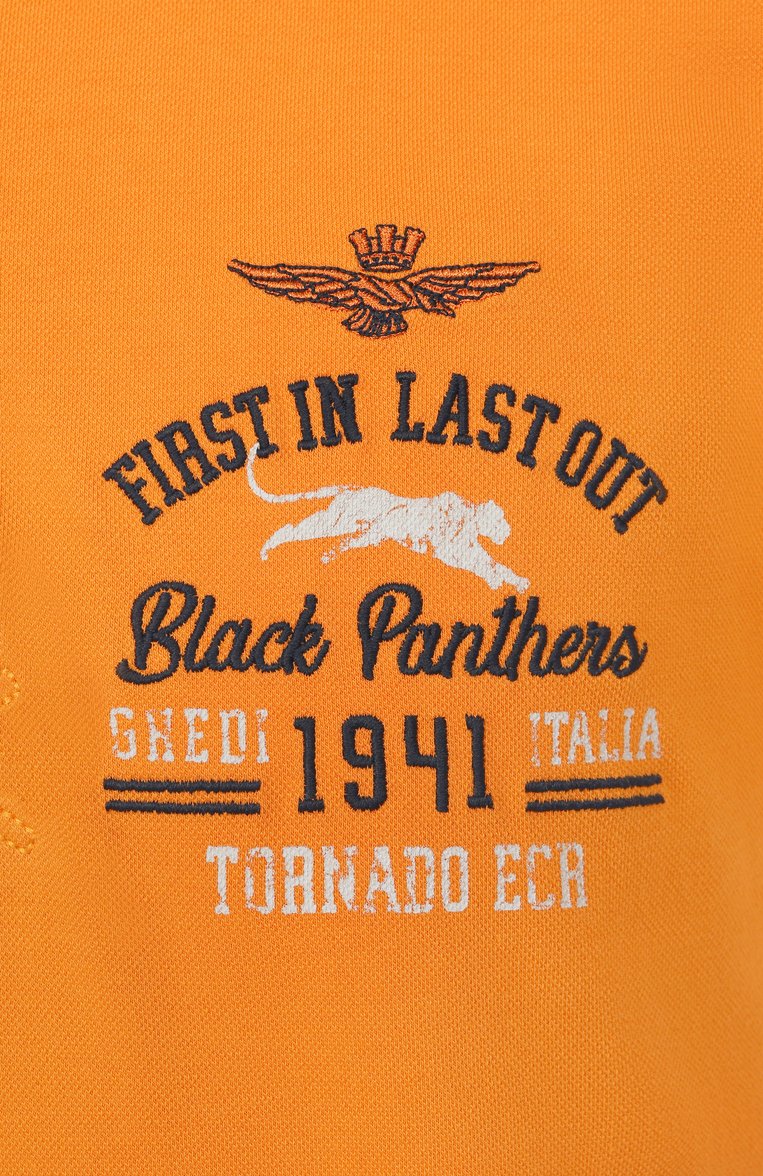 FIRST IN LAST OUT
Black Panthers
GHEDI 1941 ITALIA
TORNADO ECR